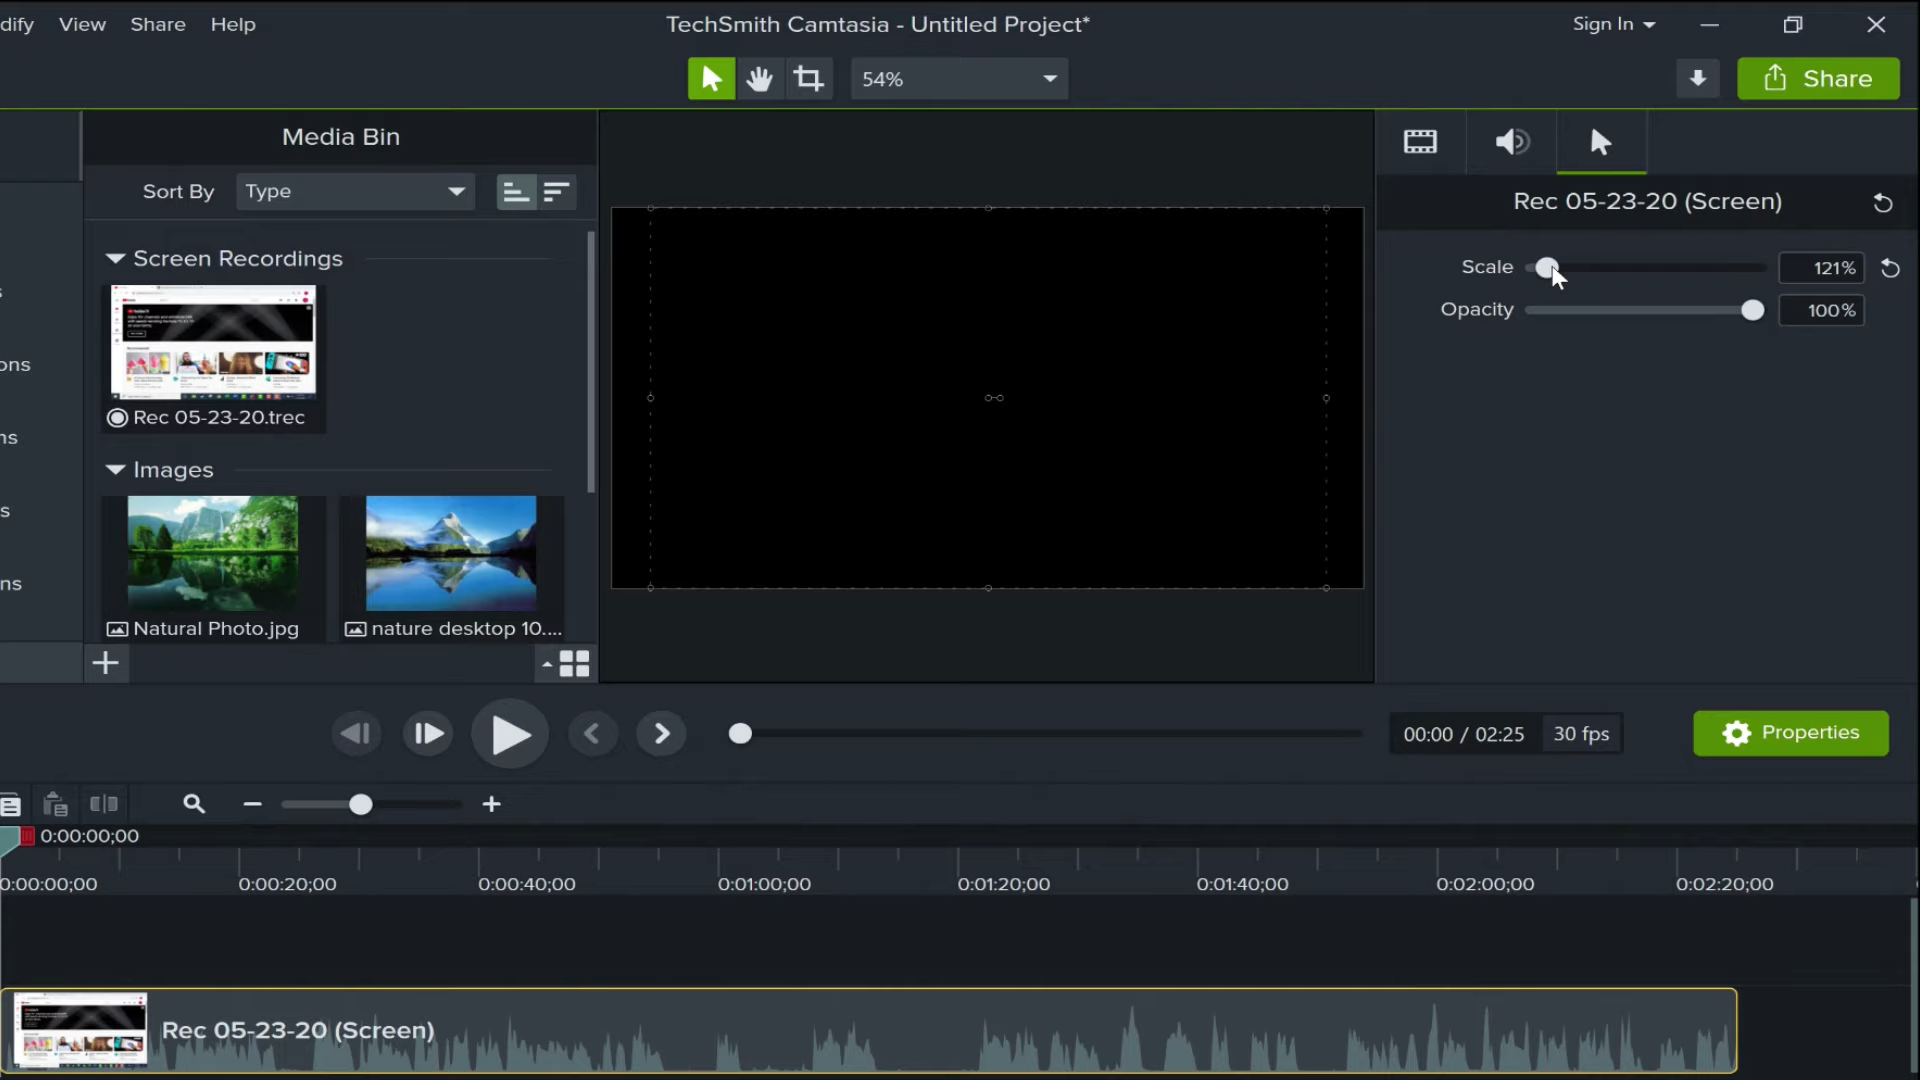 dify View Share Help
TechSmith Camtasia - Untitled Project*
Sign In
54%
Share
Media Bin
Sort By Type
Screen Recordings
Rec 05-23-20.trec
Images
Natural Photo.jpg
nature desktop 10....
s
ons
ns
s
ns
Rec 05-23-20 (Screen)
Scale 121%
Opacity 100%
00:00 / 02:25 30 fps
Properties
0:00:00;00
0:00:00;00 0:00:20;00 0:00:40;00 0:01:00;00 0:01:20;00 0:01:40;00 0:02:00;00 0:02:20;00
Rec 05-23-20 (Screen)